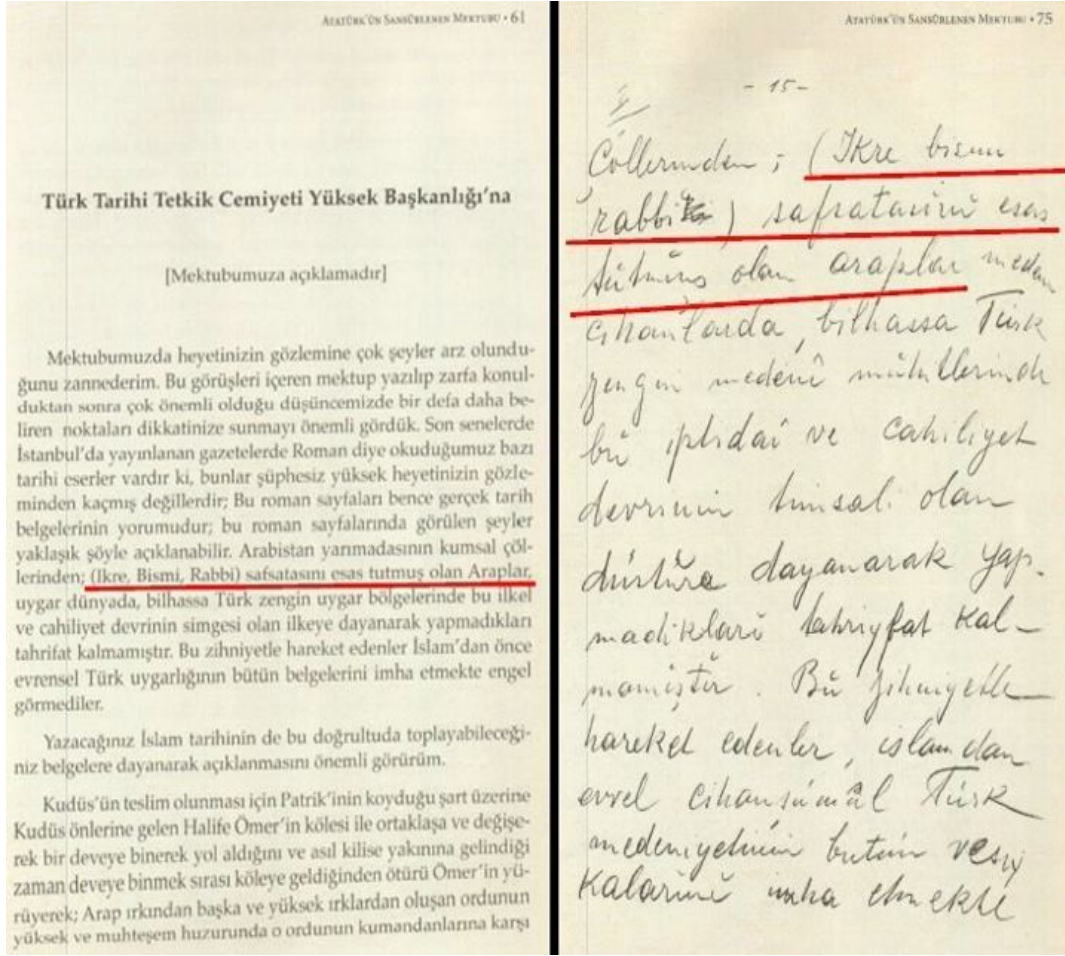 ATATÜRK'ÜN SANSÜRLENEN MEKTUBU • 61
Türk Tarihi Tetkik Cemiyeti Yüksek Başkanlığı'na
[Mektubumuza açıklamadır]
Mektubumuzda heyetinizin gözlemine çok şeyler arz olundu-
ğunu zannederim. Bu görüşleri içeren mektup yazılıp zarfa konul-
duktan sonra çok önemli olduğu düşüncemizde bir defa daha be-
liren noktaları dikkatinize sunmayı önemli gördük. Son senelerde
İstanbul'da yayınlanan gazetelerde Roman diye okuduğumuz bazı
tarihi eserler vardır ki, bunlar şüphesiz yüksek heyetinizin gözle-
minden kaçmış değillerdir; Bu roman sayfaları bence gerçek tarih
belgelerinin yorumudur; bu roman sayfalarında görülen şeyler
yaklaşık şöyle açıklanabilir. Arabistan yarımadasının kumsal çöl-
lerinden; (Ikre, Bismi, Rabbi) safsatasını esas tutmuş olan Araplar,
uygar dünyada, bilhassa Türk zengin uygar bölgelerinde bu ilkel
ve cahiliyet devrinin simgesi olan ilkeye dayanarak yapmadıkları
tahrifat kalmamıştır. Bu zihniyetle hareket edenler İslam'dan önce
evrensel Türk uygarlığının bütün belgelerini imha etmekte engel
görmediler.
Yazacağınız İslam tarihinin de bu doğrultuda toplayabileceği-
niz belgelere dayanarak açıklanmasını önemli görürüm.
Kudüs'ün teslim olunması için Patrik'inin koyduğu şart üzerine
Kudüs önlerine gelen Halife Ömer'in kölesi ile ortaklaşa ve değişe-
rek bir deveye binerek yol aldığını ve asıl kilise yakınına gelindiği
zaman deveye binmek sırası köleye geldiğinden ötürü Ömer'in yü-
rüyerek; Arap ırkından başka ve yüksek ırklardan oluşan ordunun
yüksek ve muhteşem huzurunda o ordunun kumandanlarına karşı
ATATÜRK'ÜN SANSÜRLENEN MEKTUBU • 75
- 15 -
Çöllerinden; (Ikre bismi
rabbi) safsatasını esas
tutmuş olan araplar meden
cihanlarda, bilhassa Türk
zengin medenî muhitlerinde
bu iptidai ve cahiliyet
devrinin timsali olan
düstûra dayanarak yap-
madikları tahriyfat kal-
mamıştır. Bu zihniyetle
hareket edenler, islamdan
evvel cihanşümûl Türk
medeniyetinin bütün vesi
kalarını imha etmekte